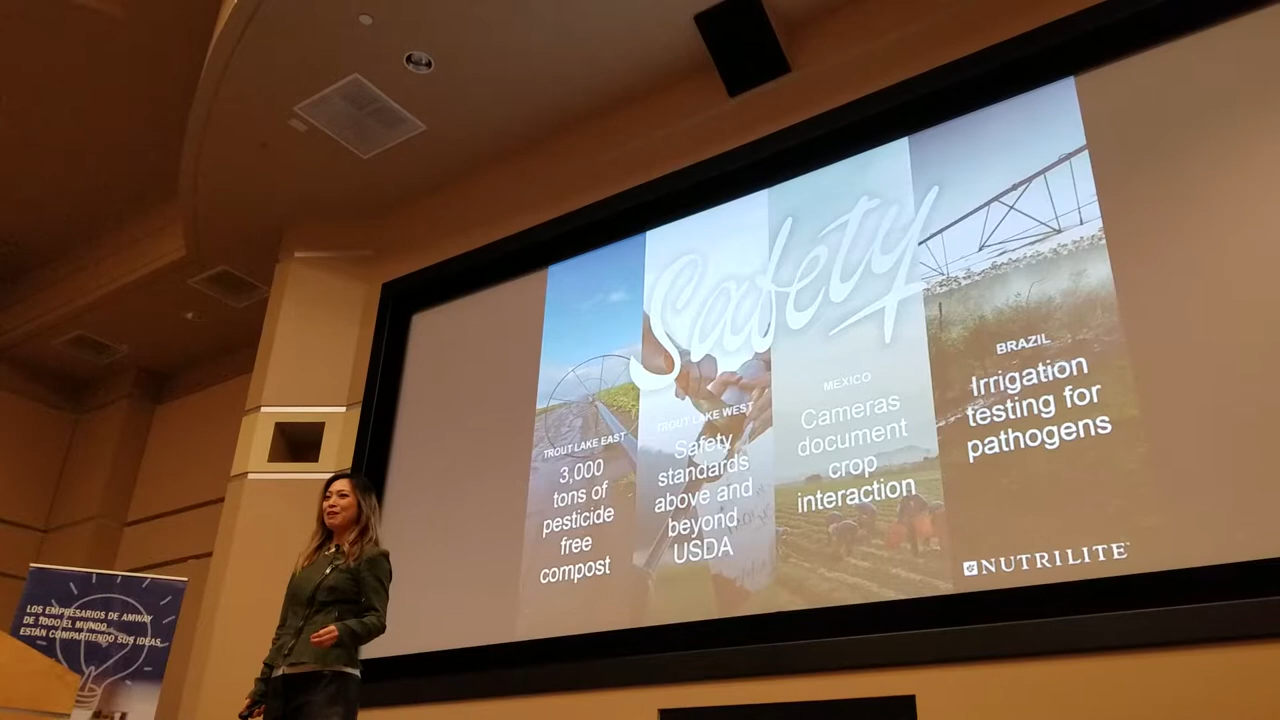 Safety
TROUT LAKE EAST
3,000
tons of
pesticide
free
compost
TROUT LAKE WEST
Safety
standards
above and
beyond
USDA
MEXICO
Cameras
document
crop
interaction
BRAZIL
Irrigation
testing for
pathogens
NUTRILITE
LOS EMPRESARIOS DE AMWAY
DE TODO EL MUNDO
ESTÁN COMPARTIENDO SUS IDEAS